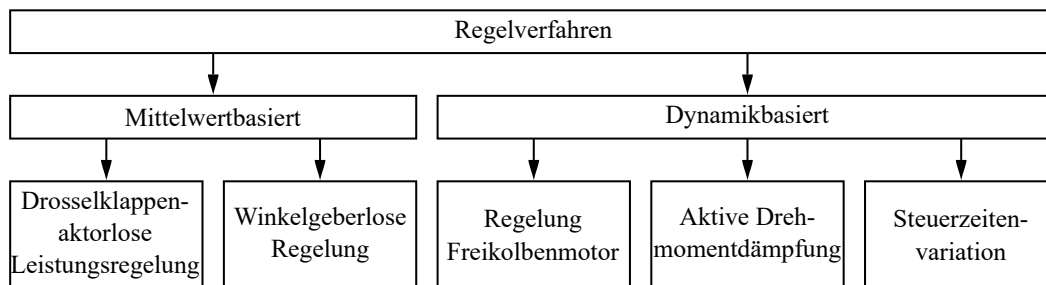 Regelverfahren
Mittelwertbasiert
Dynamikbasiert
Drosselklappen-
aktorlose
Leistungsregelung
Winkelgeberlose
Regelung
Regelung
Freikolbenmotor
Aktive Dreh-
momentdämpfung
Steuerzeiten-
variation